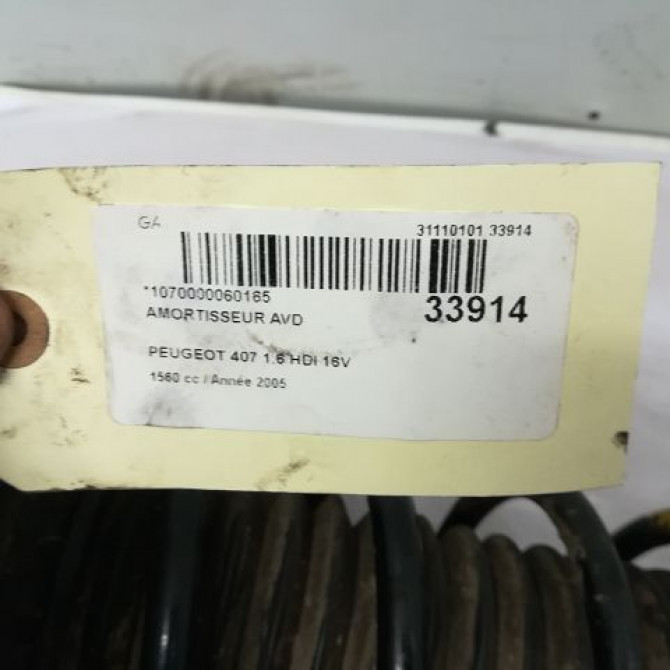 GA 31110101 33914
*1070000060165
33914
AMORTISSEUR AVD
PEUGEOT 407 1.6 HDI 16V
1560 cc / Année 2005